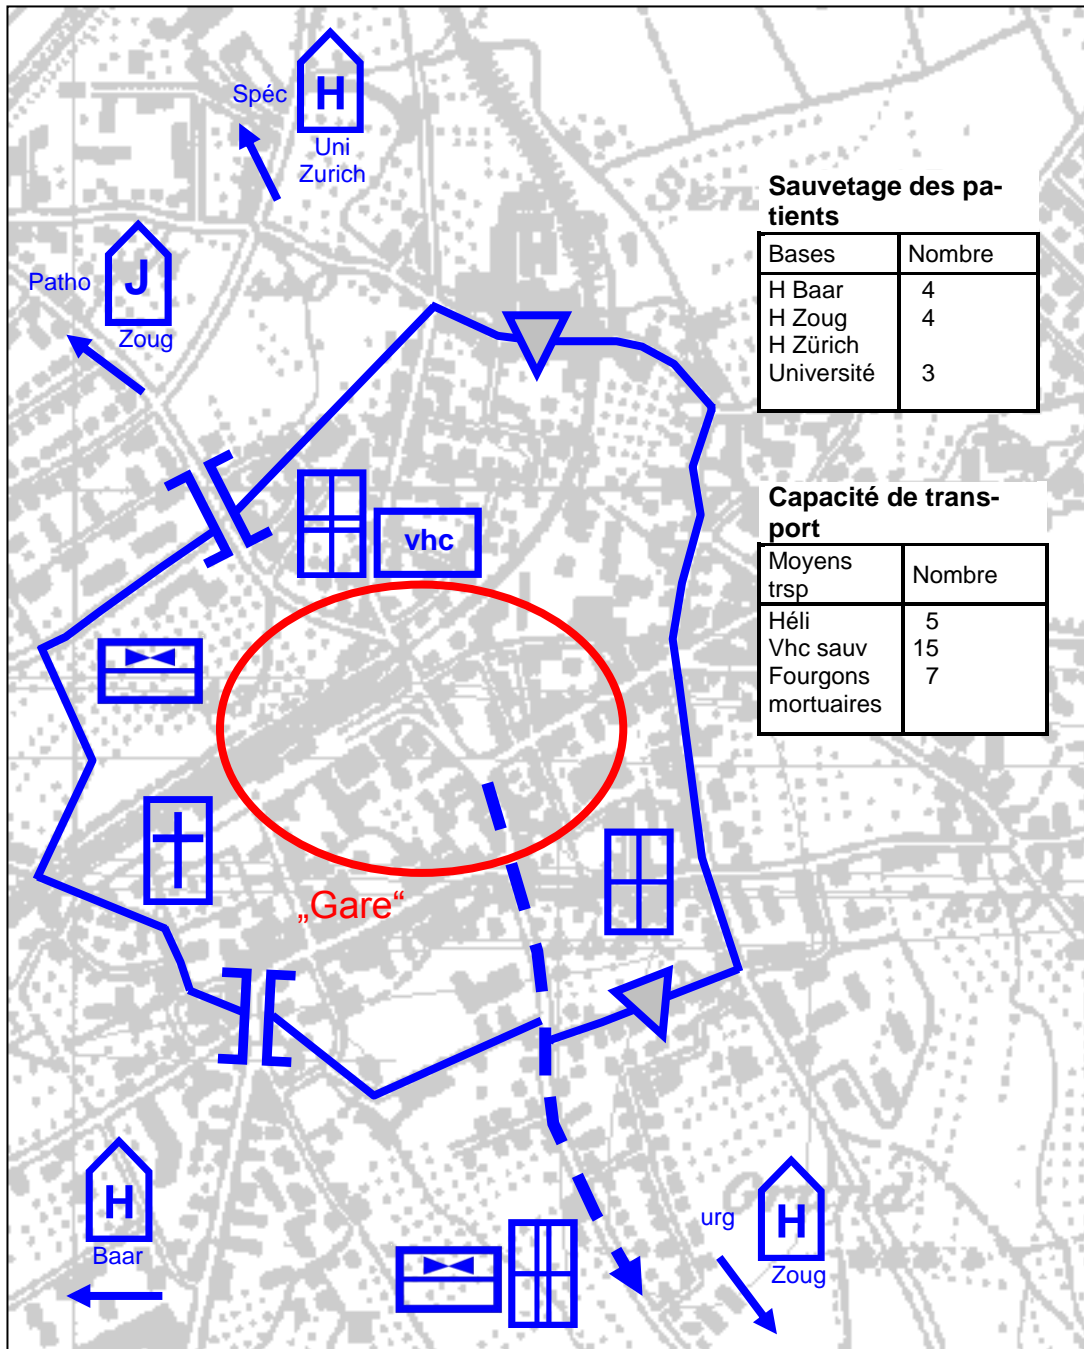 Spéc
H
Uni
Zurich
Sauvetage des pa-
tients
Bases Nombre
H Baar 4
H Zoug 4
H Zürich
Université 3
Patho
J
Zoug
Capacité de trans-
port
Moyens
trsp Nombre
Héli 5
Vhc sauv 15
Fourgons 7
mortuaires
vhc
„Gare“
H
Baar
urg
H
Zoug